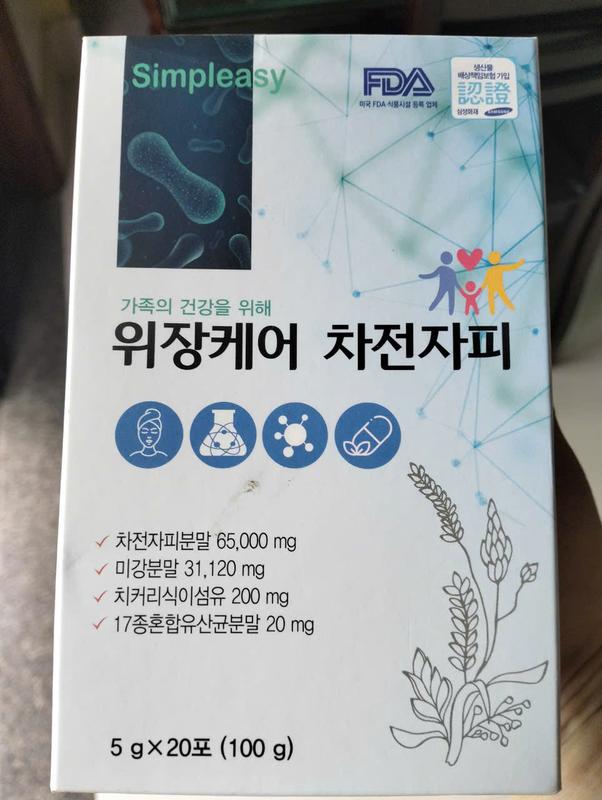 Simpleasy
FDA
미국 FDA 식품시설 등록 업체
생산물
배상책임보험 가입
認證
삼성화재 SAMSUNG
가족의 건강을 위해
위장케어 차전자피
차전자피분말 65,000 mg
미강분말 31,120 mg
치커리식이섬유 200 mg
17종혼합유산균분말 20 mg
5 g×20포 (100 g)